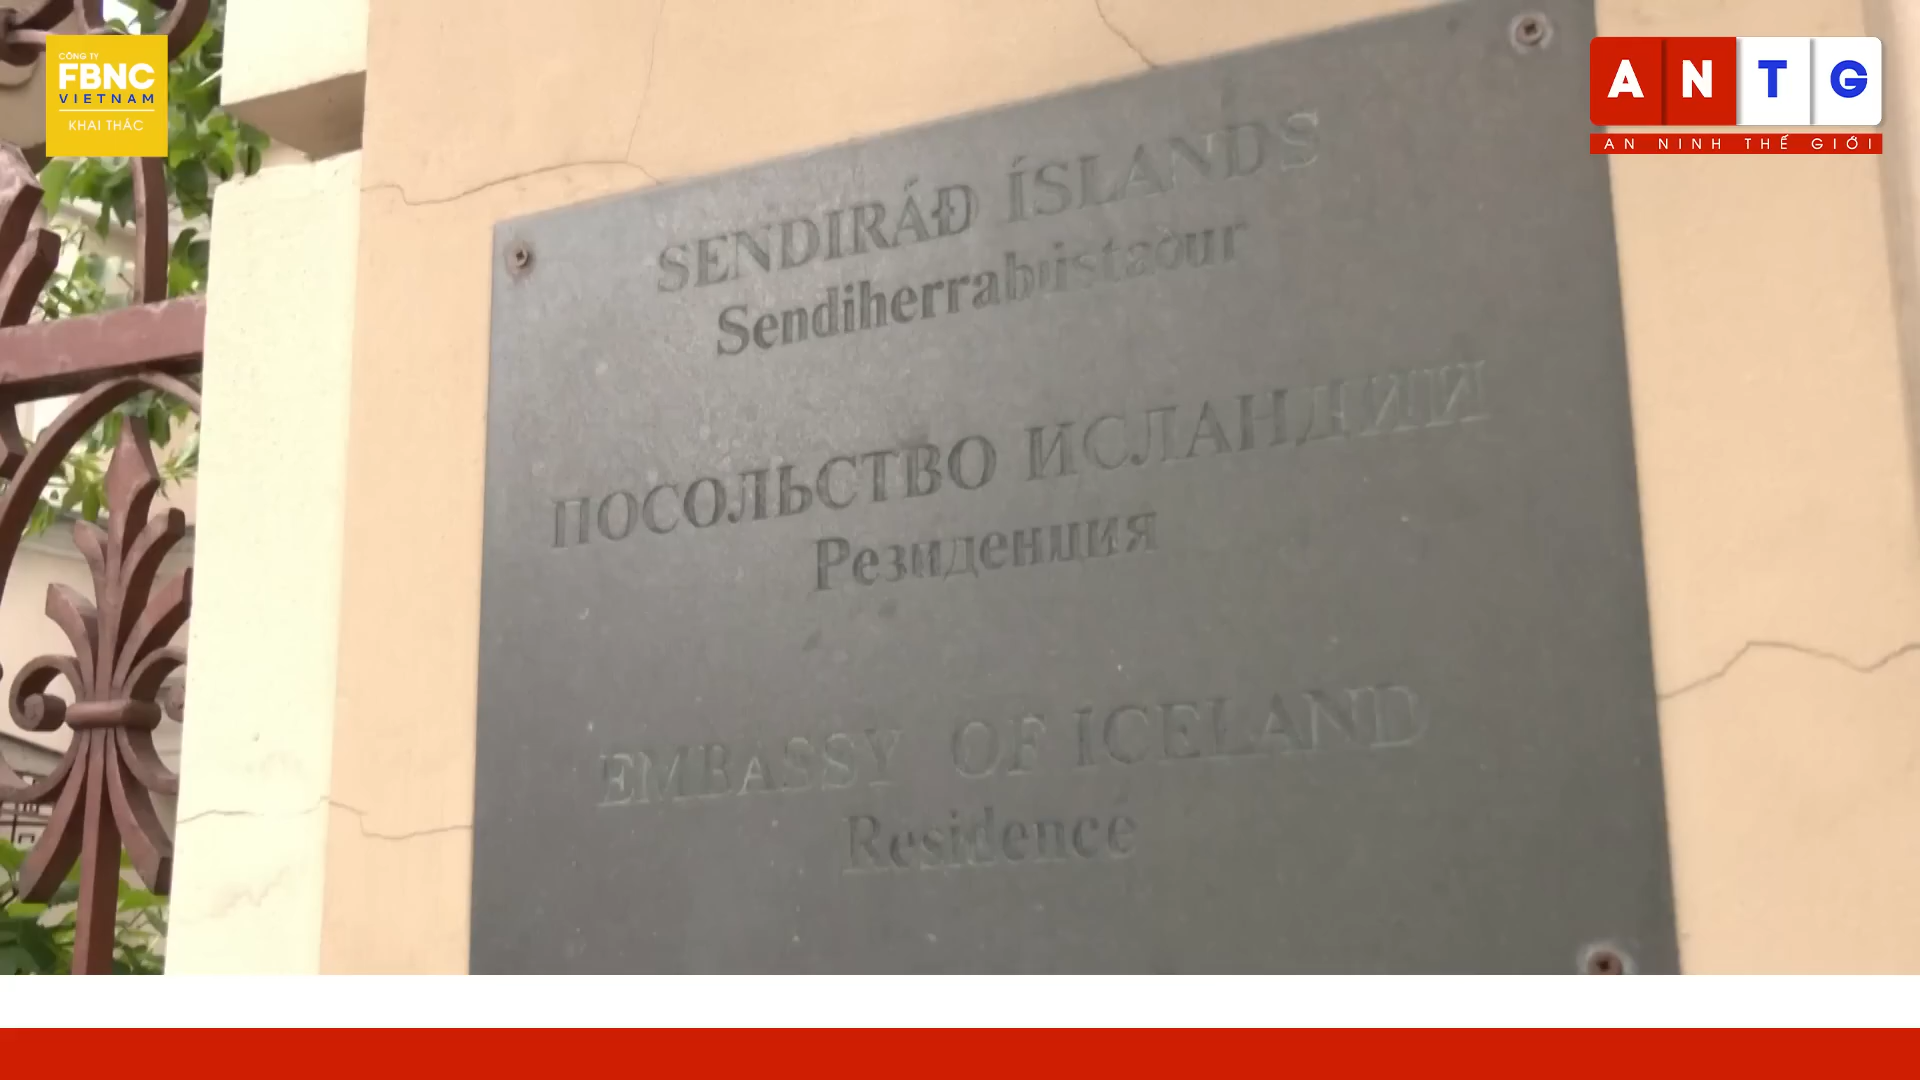 CÔNG TY
FBNC
VIETNAM
KHAI THÁC
ANTG
AN NINH THẾ GIỚI
SENDIRÁÐ ÍSLANDS
Sendiherrabústaður
ПОСОЛЬСТВО ИСЛАНДИИ
Резиденция
EMBASSY OF ICELAND
Residence